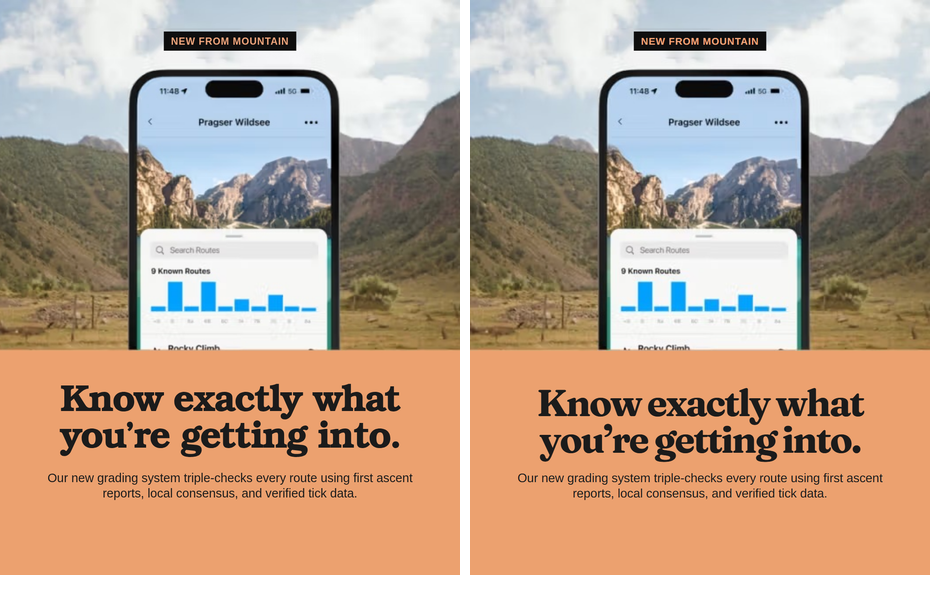 NEW FROM MOUNTAIN
11:48 5G
Pragser Wildsee
Search Routes
9 Known Routes
Rocky Climb
Know exactly what
you're getting into.
Our new grading system triple-checks every route using first ascent
reports, local consensus, and verified tick data.
NEW FROM MOUNTAIN
11:48 5G
Pragser Wildsee
Search Routes
9 Known Routes
Rocky Climb
Know exactly what
you're getting into.
Our new grading system triple-checks every route using first ascent
reports, local consensus, and verified tick data.